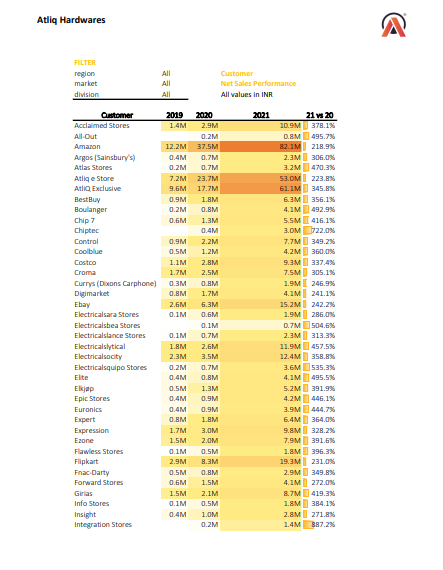 Atliq Hardwares
FILTER
region All Customer
market All Net Sales Performance
division All All values in INR
Customer 2019 2020 2021 21 vs 20
Acclaimed Stores 1.4M 2.9M 10.9M 378.1%
All-Out 0.2M 0.8M 495.7%
Amazon 12.2M 37.5M 82.1M 218.9%
Argos (Sainsbury's) 0.4M 0.7M 2.3M 306.0%
Atlas Stores 0.2M 0.7M 3.2M 470.3%
Atliq e Store 7.2M 23.7M 53.0M 223.8%
AtliQ Exclusive 9.6M 17.7M 61.1M 345.8%
BestBuy 0.9M 1.8M 6.3M 356.1%
Boulanger 0.2M 0.8M 4.1M 492.9%
Chip 7 0.6M 1.3M 5.5M 416.1%
Chiptec 0.4M 3.0M 722.0%
Control 0.9M 2.2M 7.7M 349.2%
Coolblue 0.5M 1.2M 4.2M 360.0%
Costco 1.1M 2.8M 9.3M 337.4%
Croma 1.7M 2.5M 7.5M 305.1%
Currys (Dixons Carphone) 0.3M 0.8M 1.9M 246.9%
Digimarket 0.8M 1.7M 4.1M 241.1%
Ebay 2.6M 6.3M 15.2M 242.2%
Electricalsara Stores 0.1M 0.6M 1.9M 286.0%
Electricalsbea Stores 0.1M 0.7M 504.6%
Electricalslance Stores 0.1M 0.7M 2.3M 313.3%
Electricalslytical 1.8M 2.6M 11.9M 457.5%
Electricalsocity 2.3M 3.5M 12.4M 358.8%
Electricalsquipo Stores 0.2M 0.7M 3.6M 535.3%
Elite 0.4M 0.8M 4.1M 495.5%
Elkjøp 0.5M 1.3M 5.2M 391.9%
Epic Stores 0.4M 0.9M 4.2M 446.1%
Euronics 0.4M 0.9M 3.9M 444.7%
Expert 0.8M 1.8M 6.4M 364.0%
Expression 1.7M 3.0M 9.8M 328.2%
Ezone 1.5M 2.0M 7.9M 391.6%
Flawless Stores 0.1M 0.5M 1.8M 396.3%
Flipkart 2.9M 8.3M 19.3M 231.0%
Fnac-Darty 0.5M 0.8M 2.9M 349.8%
Forward Stores 0.6M 1.5M 4.1M 272.0%
Girias 1.5M 2.1M 8.7M 419.3%
Info Stores 0.1M 0.5M 1.8M 384.1%
Insight 0.4M 1.0M 2.8M 271.8%
Integration Stores 0.2M 1.4M 887.2%